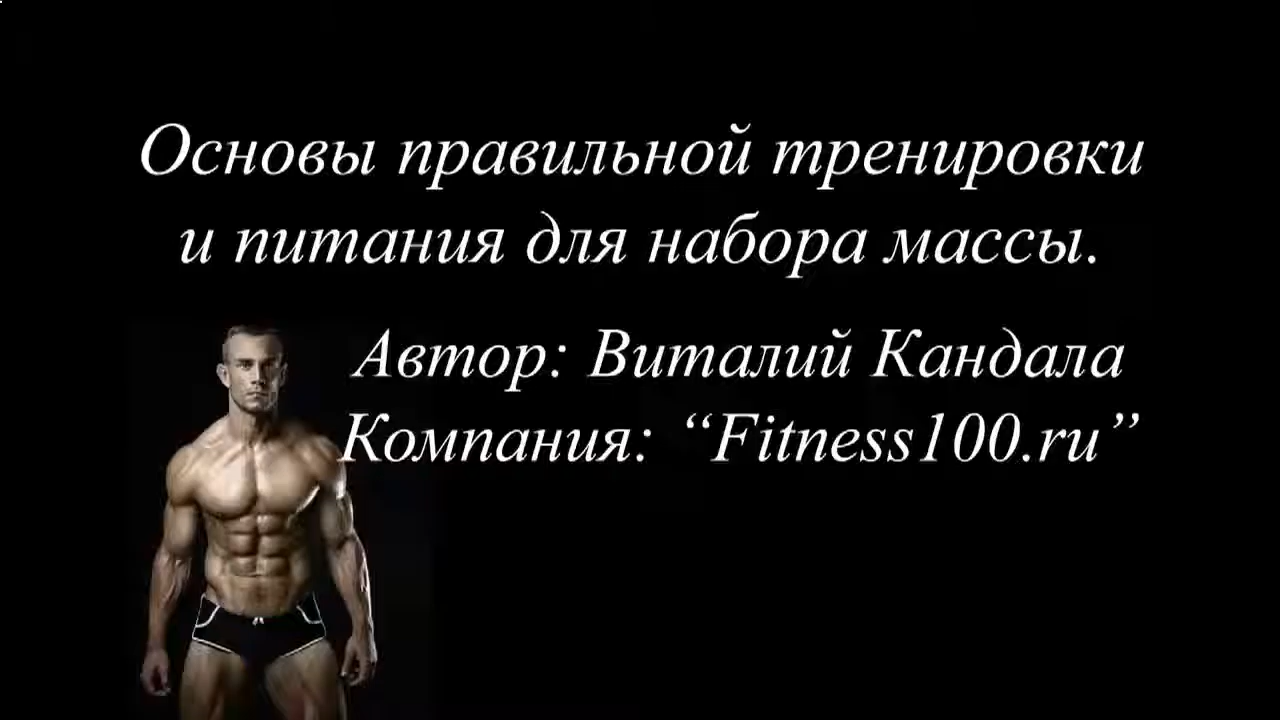 Основы правильной тренировки
и питания для набора массы.
Автор: Виталий Кандала
Компания: “Fitness100.ru”